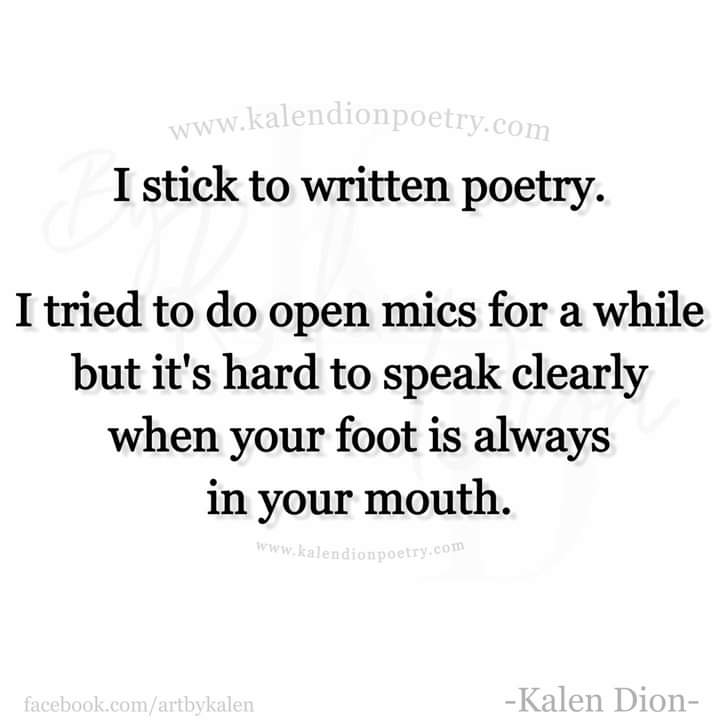 www.kalendionpoetry.com
I stick to written poetry.
I tried to do open mics for a while
but it's hard to speak clearly
when your foot is always
in your mouth.
www.kalendionpoetry.com
facebook.com/artbykalen
-Kalen Dion-